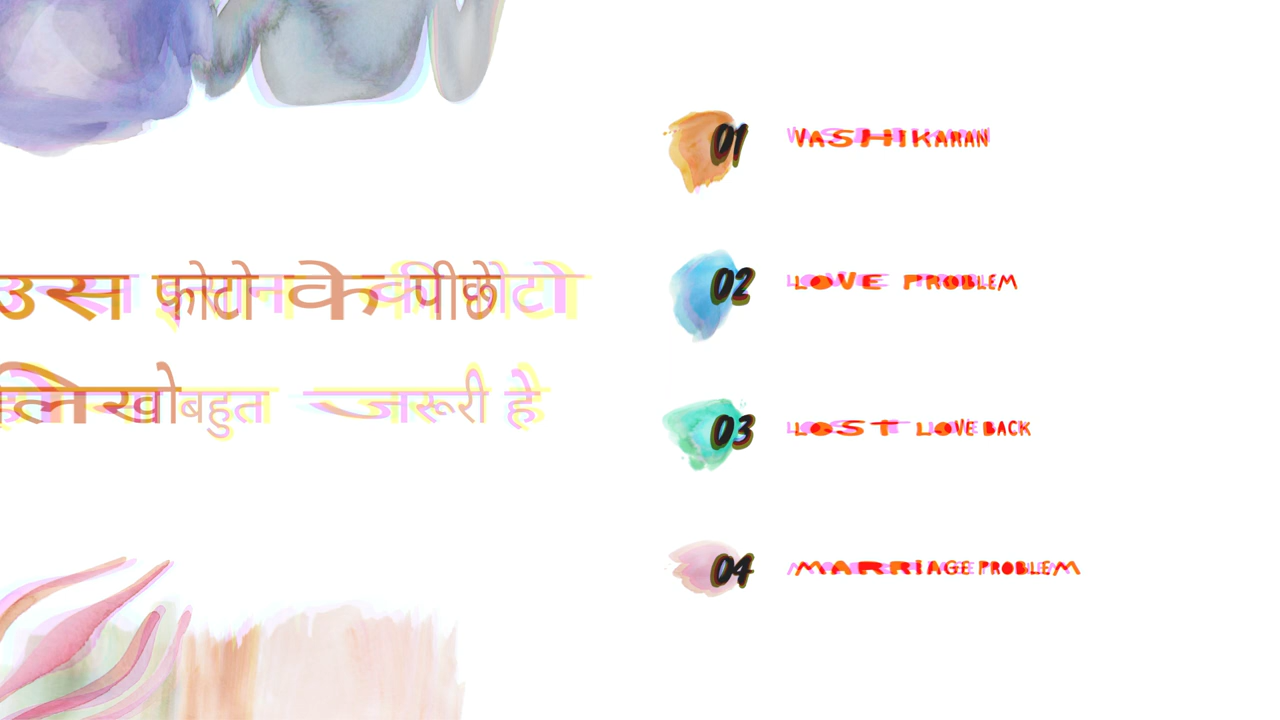 उस फोटो के पीछे
लिखो बहुत जरूरी हे
01 VASHIKARAN
02 LOVE PROBLEM
03 LOST LOVE BACK
04 MARRIAGE PROBLEM